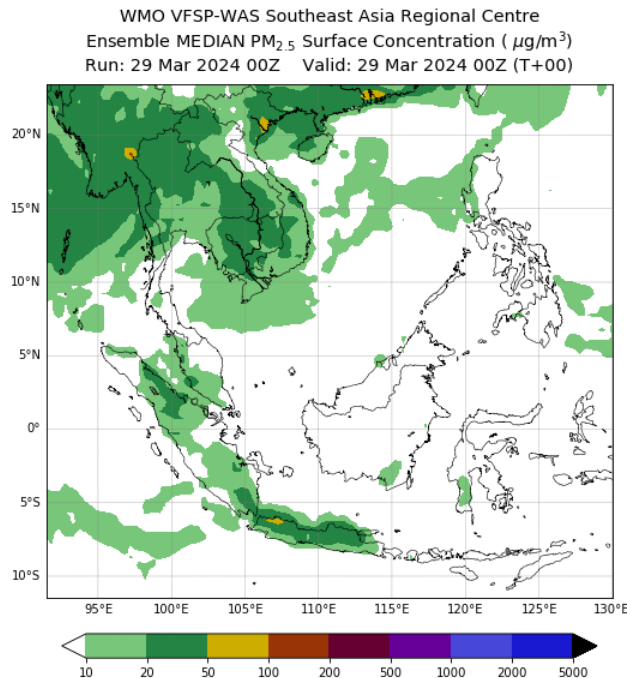 WMO VFSP-WAS Southeast Asia Regional Centre
Ensemble MEDIAN PM2.5 Surface Concentration ( μg/m³)
Run: 29 Mar 2024 00Z    Valid: 29 Mar 2024 00Z (T+00)
20°N
15°N
10°N
5°N
0°
5°S
10°S
95°E 100°E 105°E 110°E 115°E 120°E 125°E 130°E
10 20 50 100 200 500 1000 2000 5000